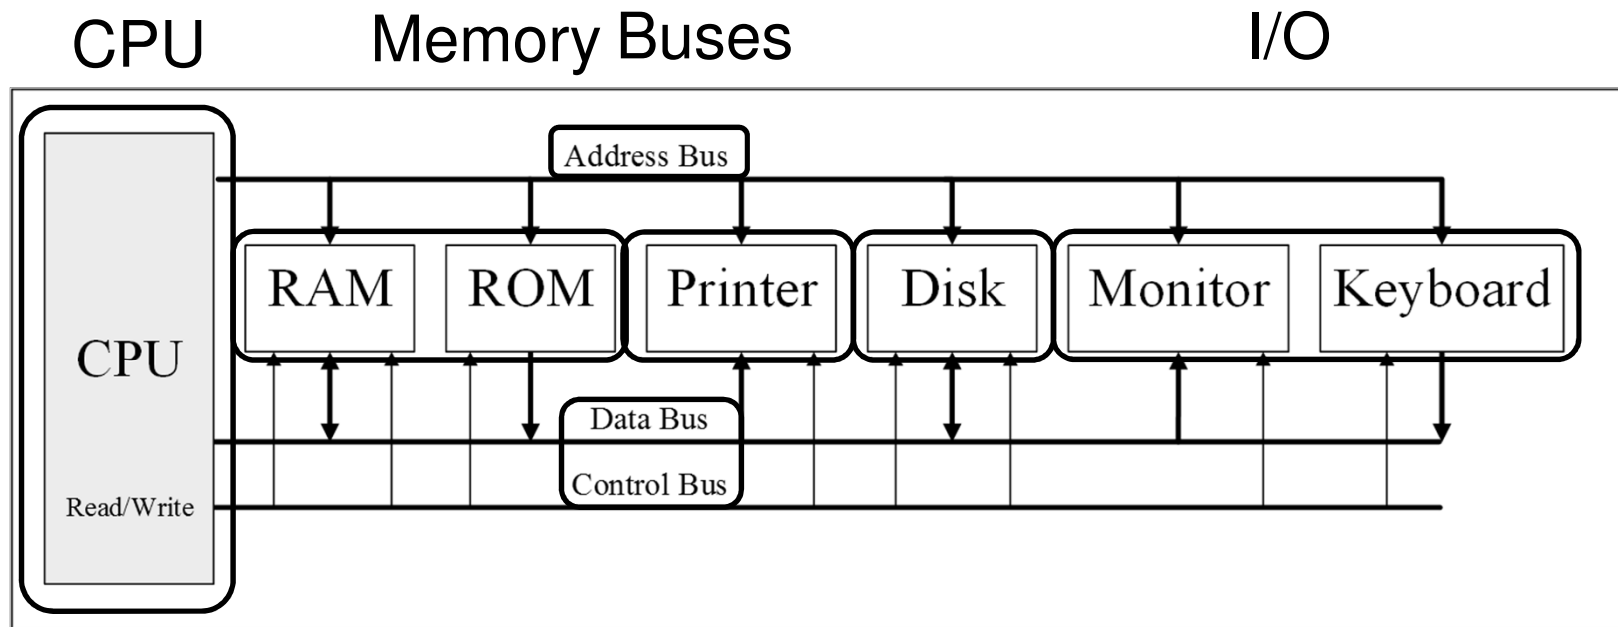 CPU Memory Buses I/O
Address Bus
RAM ROM Printer Disk Monitor Keyboard
CPU
Data Bus
Control Bus
Read/Write